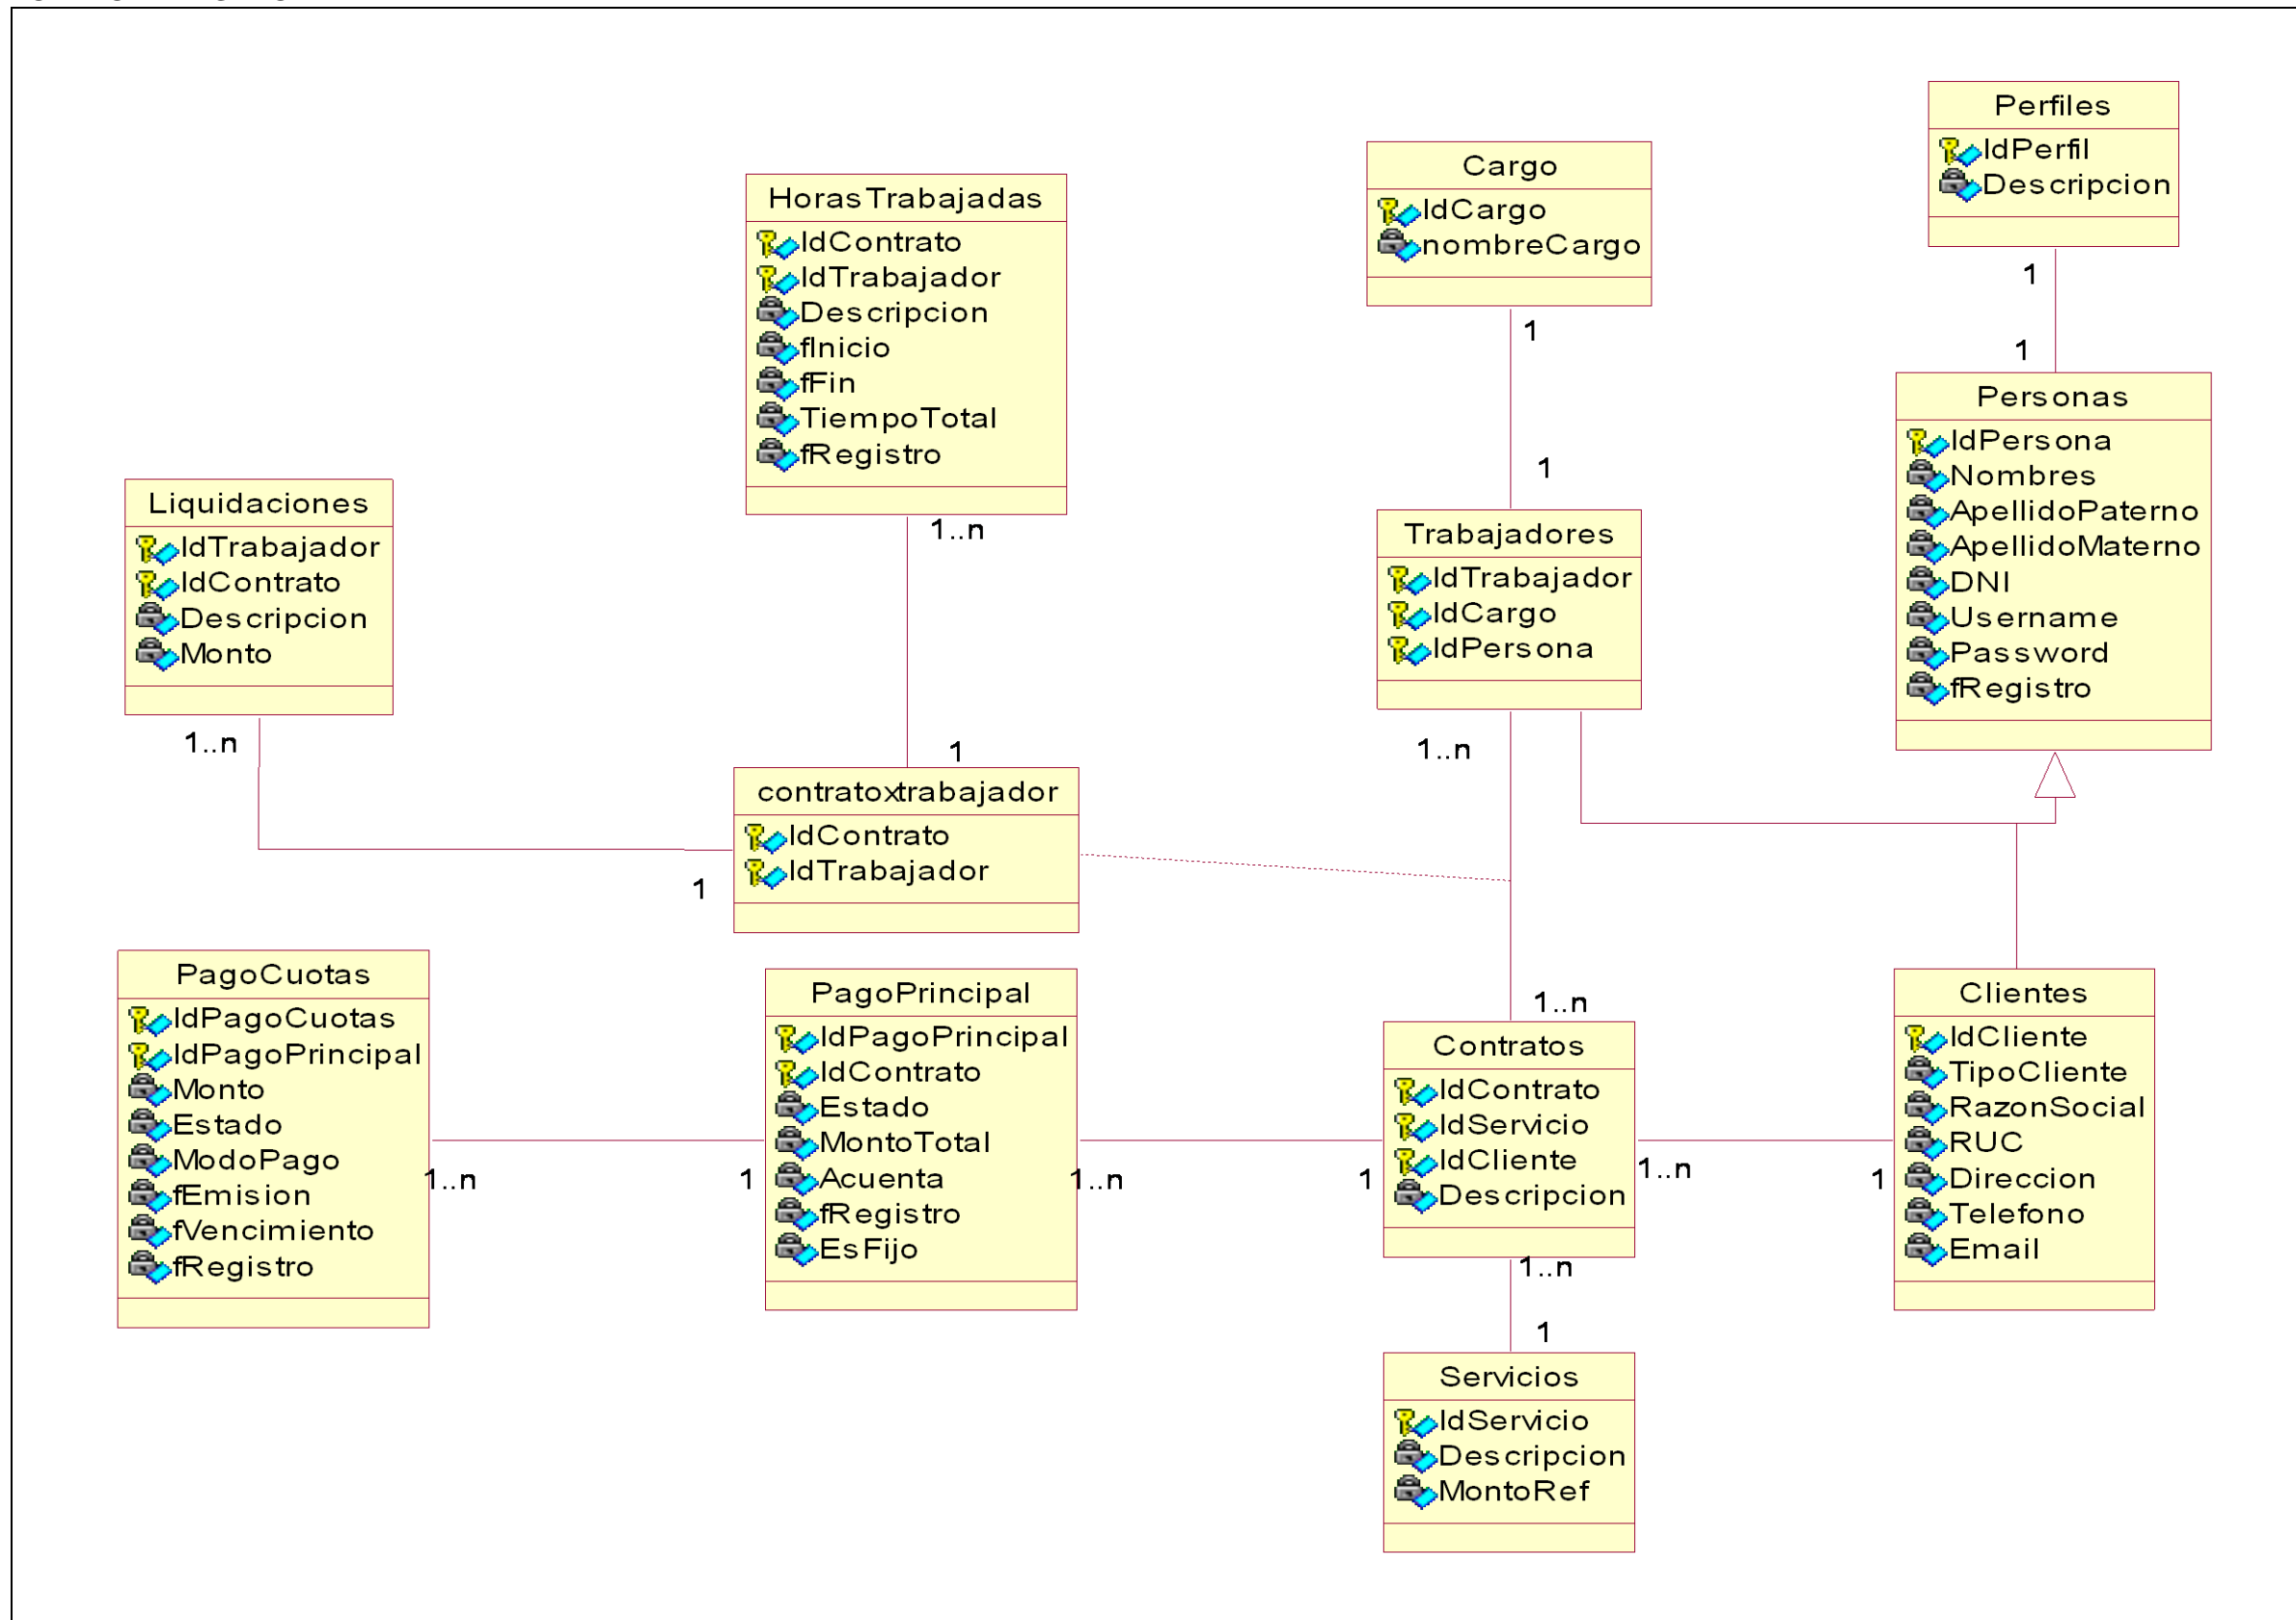 Perfiles
IdPerfil
Descripcion
1
1
Cargo
IdCargo
nombreCargo
1
1
HorasTrabajadas
IdContrato
IdTrabajador
Descripcion
fInicio
fFin
TiempoTotal
fRegistro
1..n
1
Personas
IdPersona
Nombres
ApellidoPaterno
ApellidoMaterno
DNI
Username
Password
fRegistro
Liquidaciones
IdTrabajador
IdContrato
Descripcion
Monto
1..n
1
Trabajadores
IdTrabajador
IdCargo
IdPersona
1..n
1..n
contratoxtrabajador
IdContrato
IdTrabajador
PagoCuotas
IdPagoCuotas
IdPagoPrincipal
Monto
Estado
ModoPago
fEmision
fVencimiento
fRegistro
1..n
1
PagoPrincipal
IdPagoPrincipal
IdContrato
Estado
MontoTotal
Acuenta
fRegistro
EsFijo
1..n
1
Contratos
IdContrato
IdServicio
IdCliente
Descripcion
1..n
1
Clientes
IdCliente
TipoCliente
RazonSocial
RUC
Direccion
Telefono
Email
1..n
1
Servicios
IdServicio
Descripcion
MontoRef